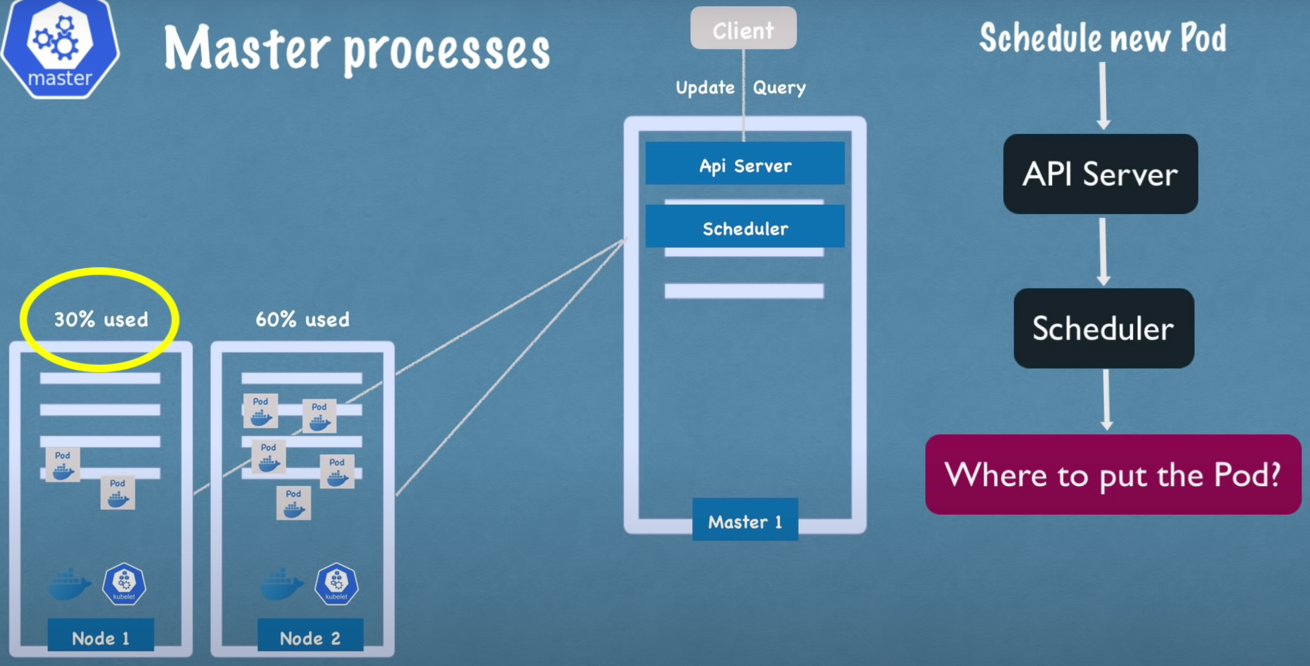 master
Master processes
Client
Update
Query
Api Server
Scheduler
Master 1
30% used
60% used
Pod
Pod
kubelet
Node 1
Pod
Pod
Pod
Pod
Pod
kubelet
Node 2
Schedule new Pod
API Server
Scheduler
Where to put the Pod?